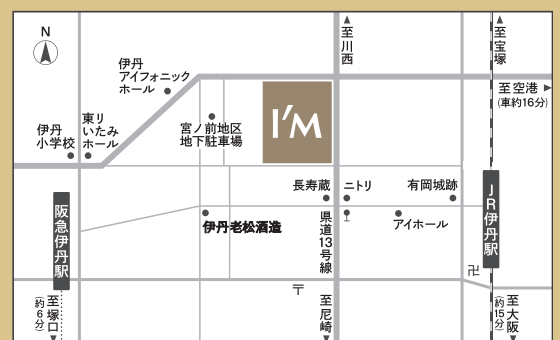 N
至川西
至宝塚
伊丹
アイフォニック
ホール
至空港
(車約16分)
東リ
いたみ
ホール
伊丹
小学校
宮ノ前地区
地下駐車場
I'M
長寿蔵
ニトリ
有岡城跡
阪急伊丹駅
伊丹老松酒造
県道13号線
アイホール
JR伊丹駅
卍
〒
至塚口
(約6分)
至尼崎
(約15分)
至大阪